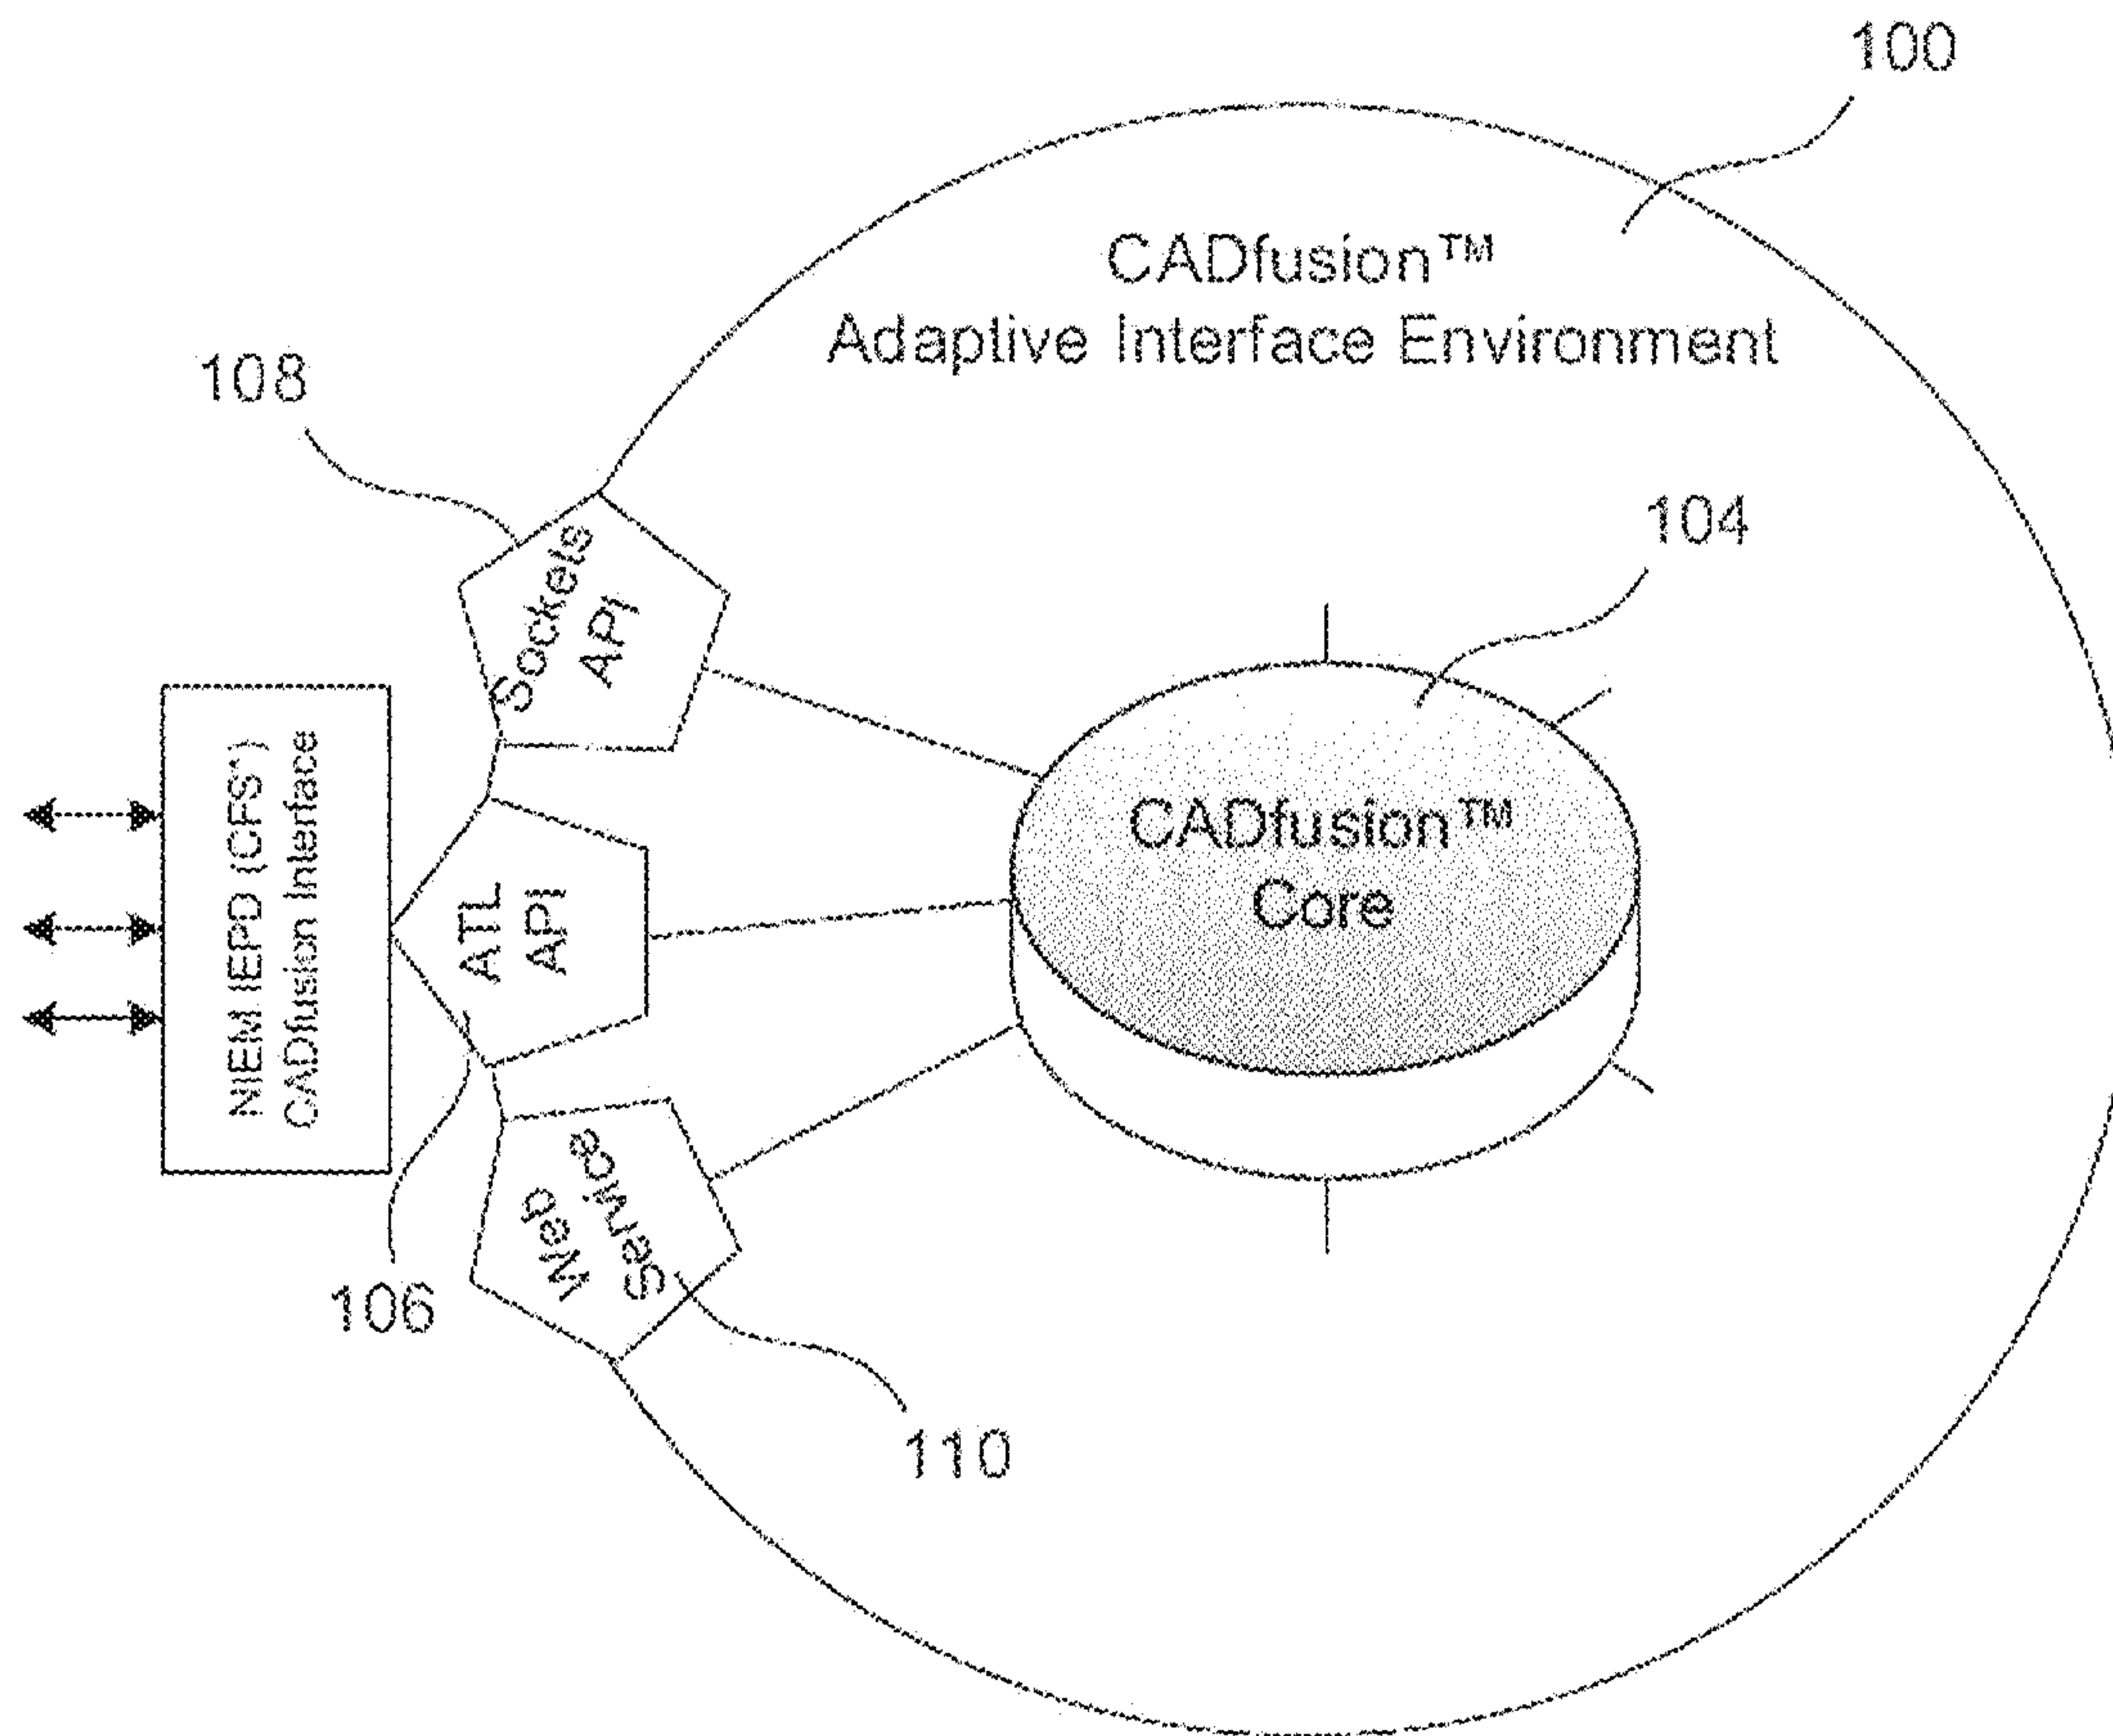 100
CADfusion™
Adaptive Interface Environment
108
104
Sockets
API
NIEM IEPD (CFS*)
CADfusion Interface
CADfusion™
Core
ATL
API
Web
Service
106
110